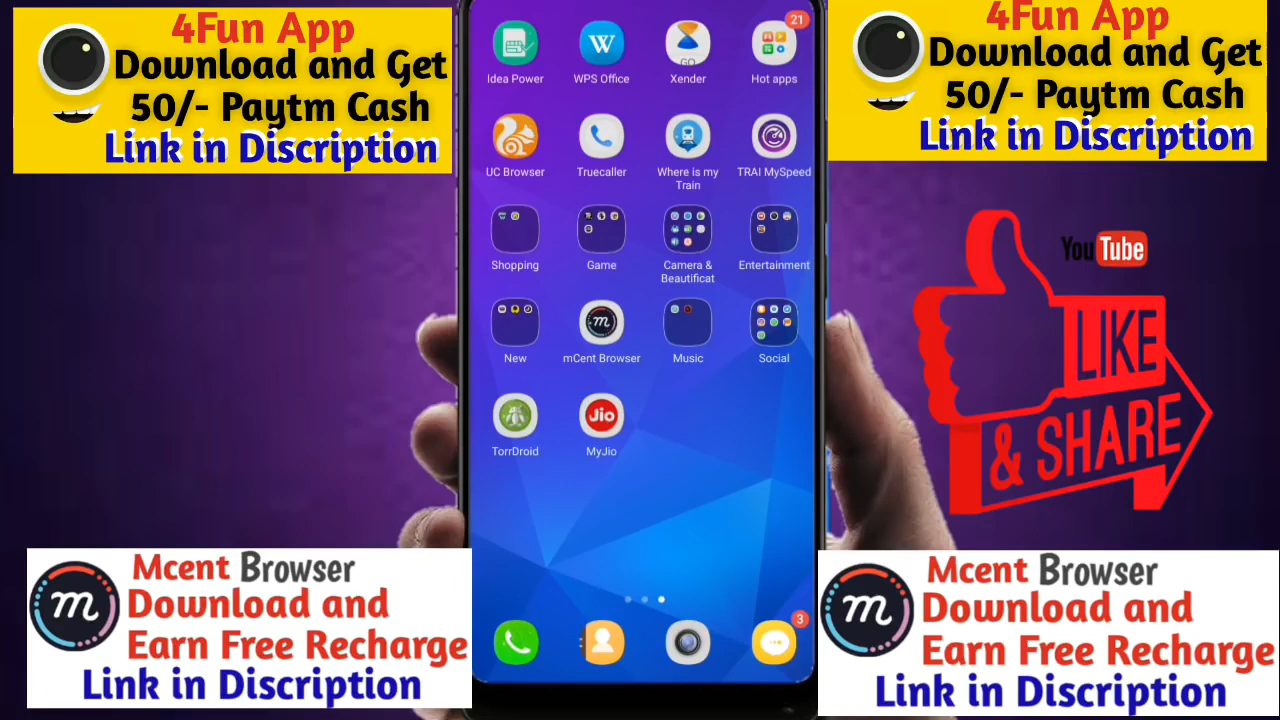 4Fun App
Download and Get
50/- Paytm Cash
Link in Discription
4Fun App
Download and Get
50/- Paytm Cash
Link in Discription
21
GO
Idea Power
WPS Office
Xender
Hot apps
UC Browser
Truecaller
Where is my
Train
TRAI MySpeed
Shopping
Game
Camera &
Beautificat
Entertainment
New
mCent Browser
Music
Social
Jio
TorrDroid
MyJio
3
YouTube
LIKE
& SHARE
Mcent Browser
Download and
Earn Free Recharge
Link in Discription
Mcent Browser
Download and
Earn Free Recharge
Link in Discription